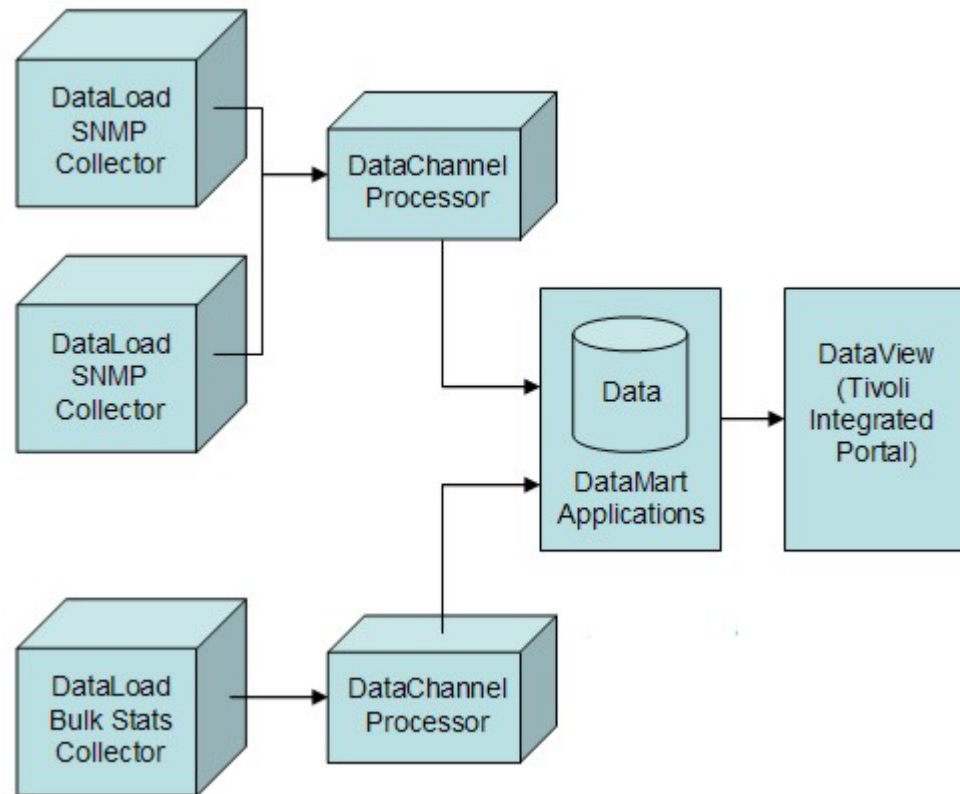 DataLoad
SNMP
Collector
DataChannel
Processor
DataLoad
SNMP
Collector
Data
DataMart
Applications
DataView
(Tivoli
Integrated
Portal)
DataLoad
Bulk Stats
Collector
DataChannel
Processor